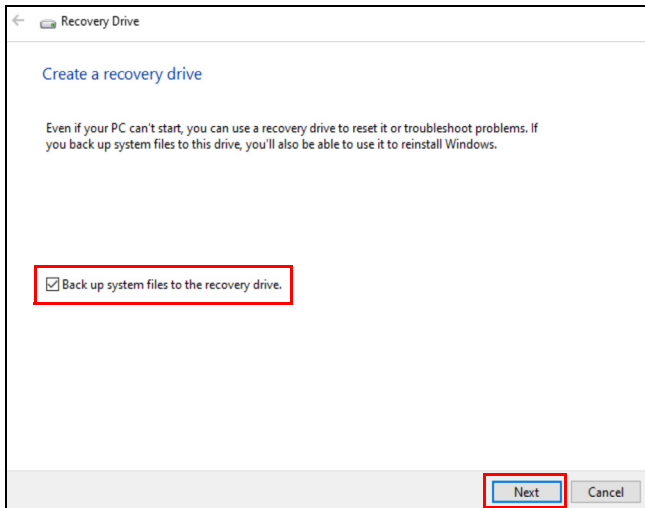 Recovery Drive
Create a recovery drive
Even if your PC can't start, you can use a recovery drive to reset it or troubleshoot problems. If
you back up system files to this drive, you'll also be able to use it to reinstall Windows.
Back up system files to the recovery drive.
Next Cancel